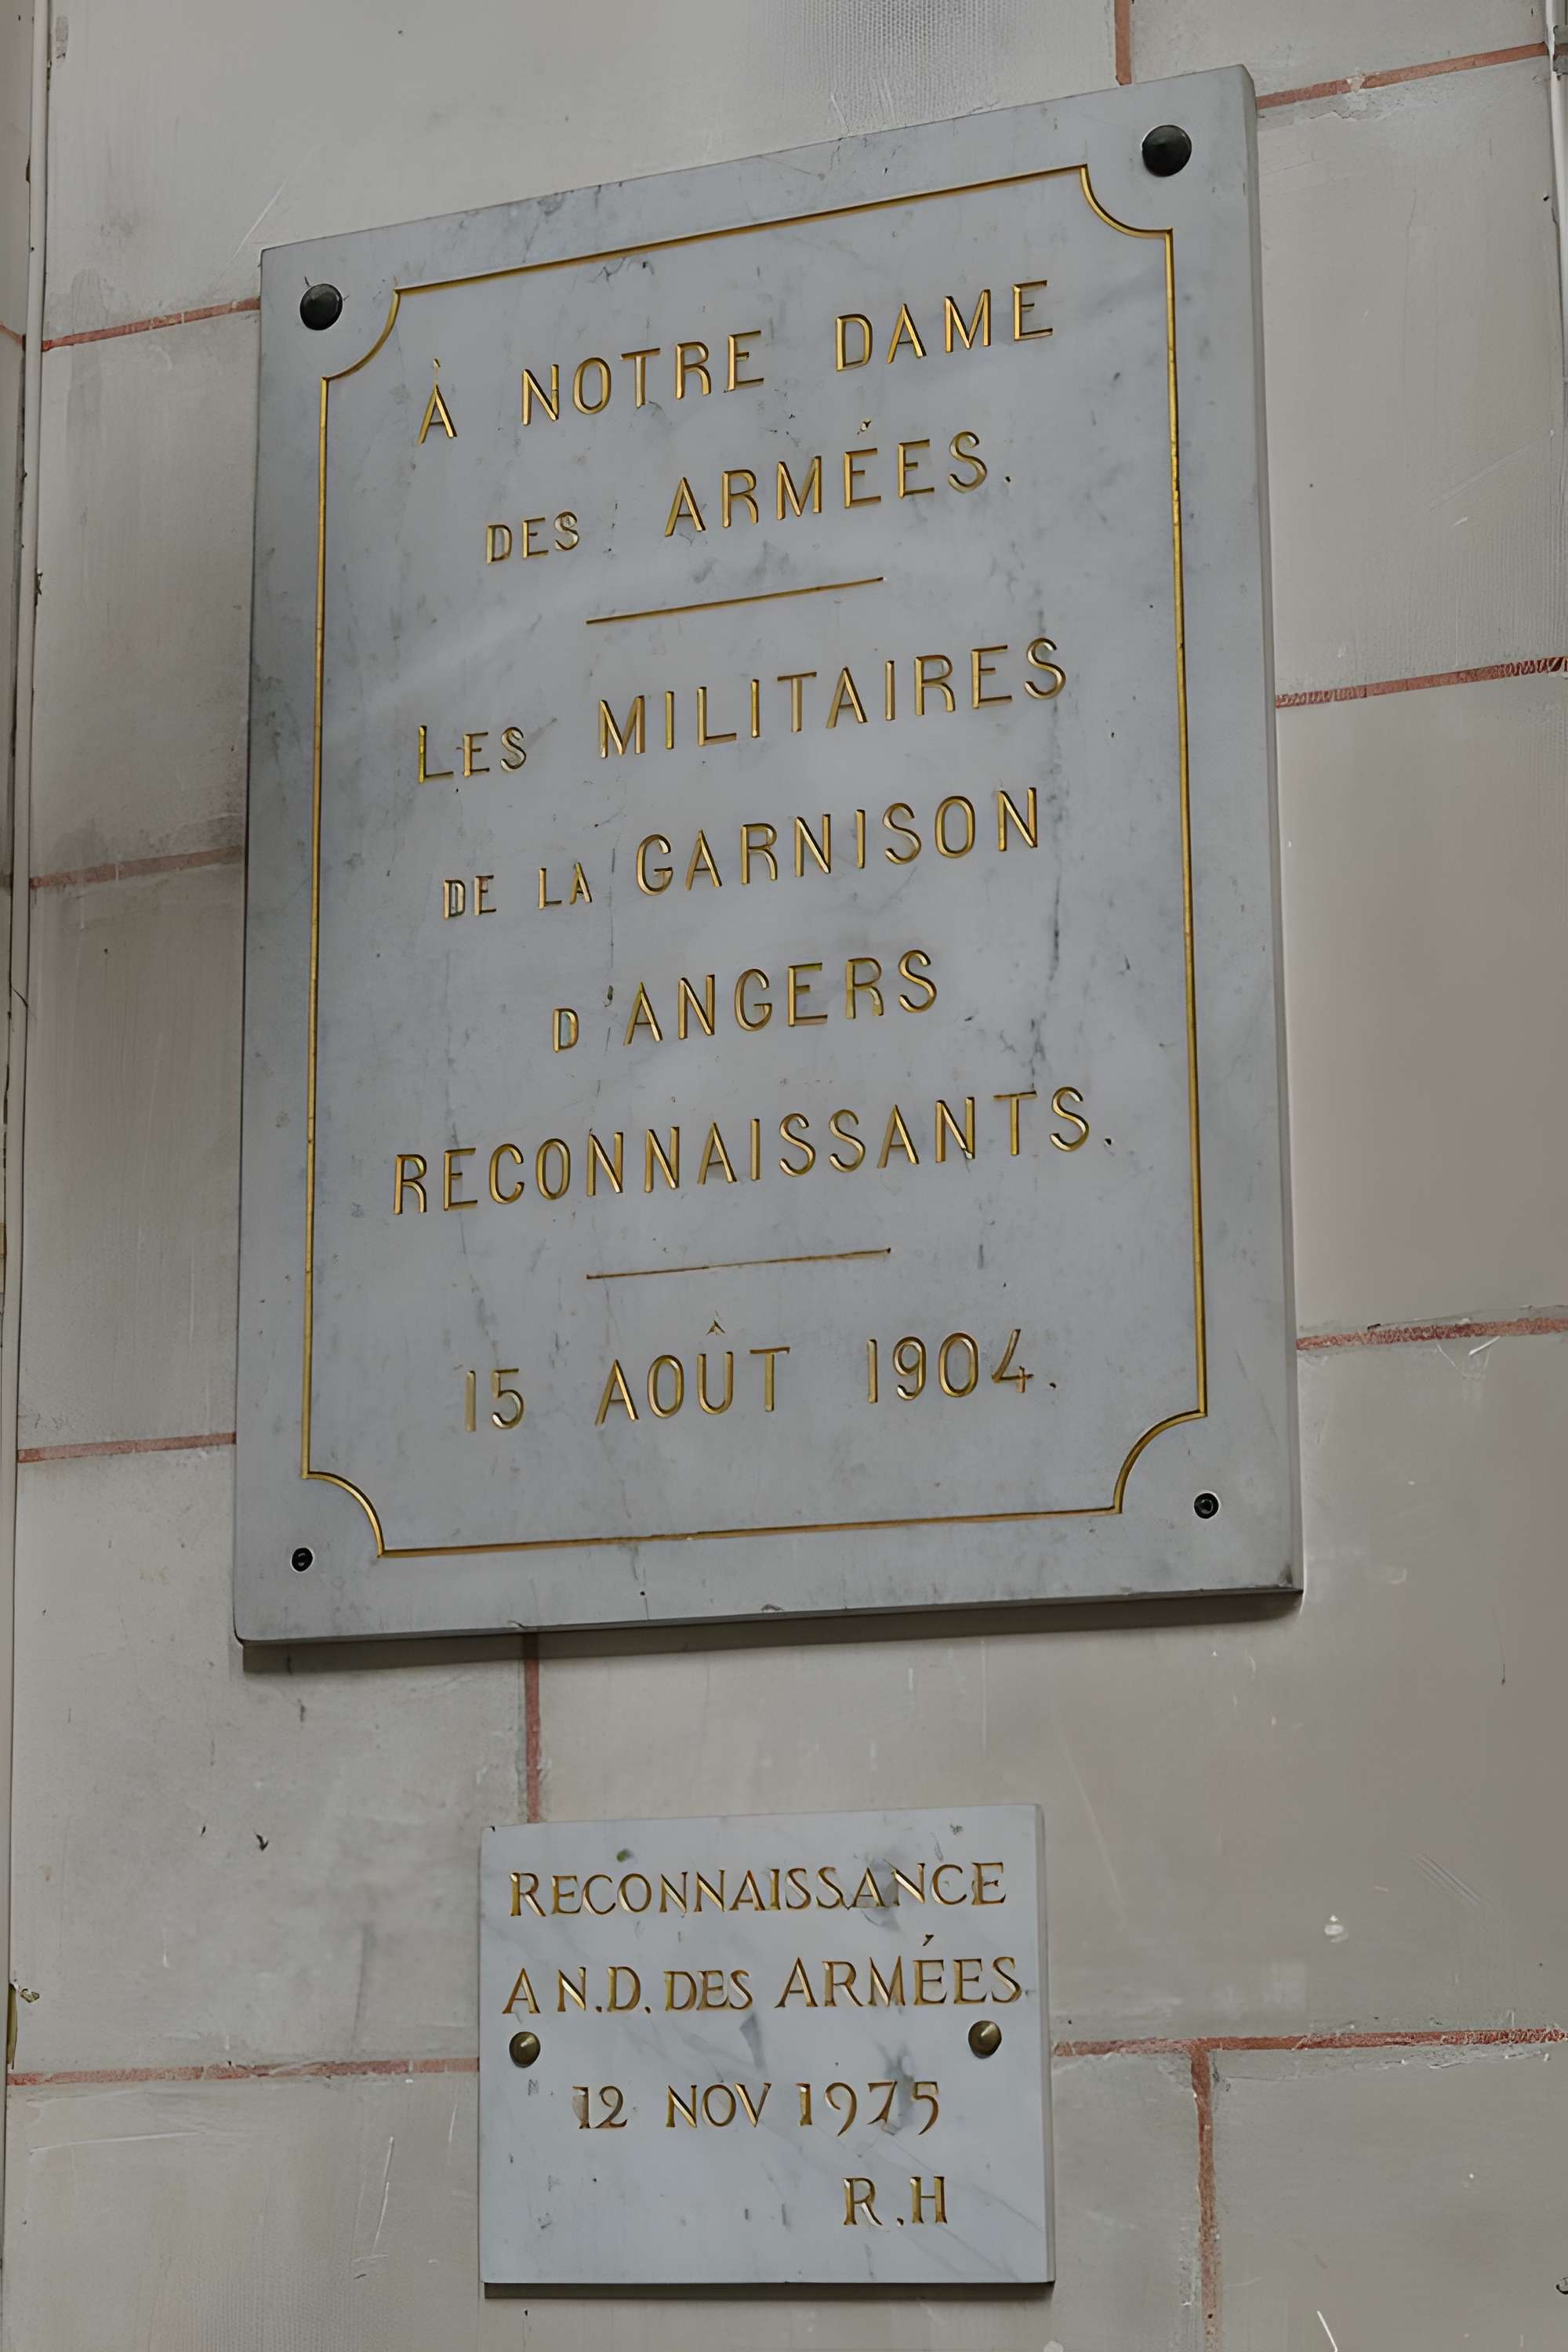 À NOTRE DAME
DES ARMÉES.
LES MILITAIRES
DE LA GARNISON
D'ANGERS
RECONNAISSANTS.
15 AOÛT 1904.
RECONNAISSANCE
A N.D. DES ARMÉES
12 NOV 1975
R.H